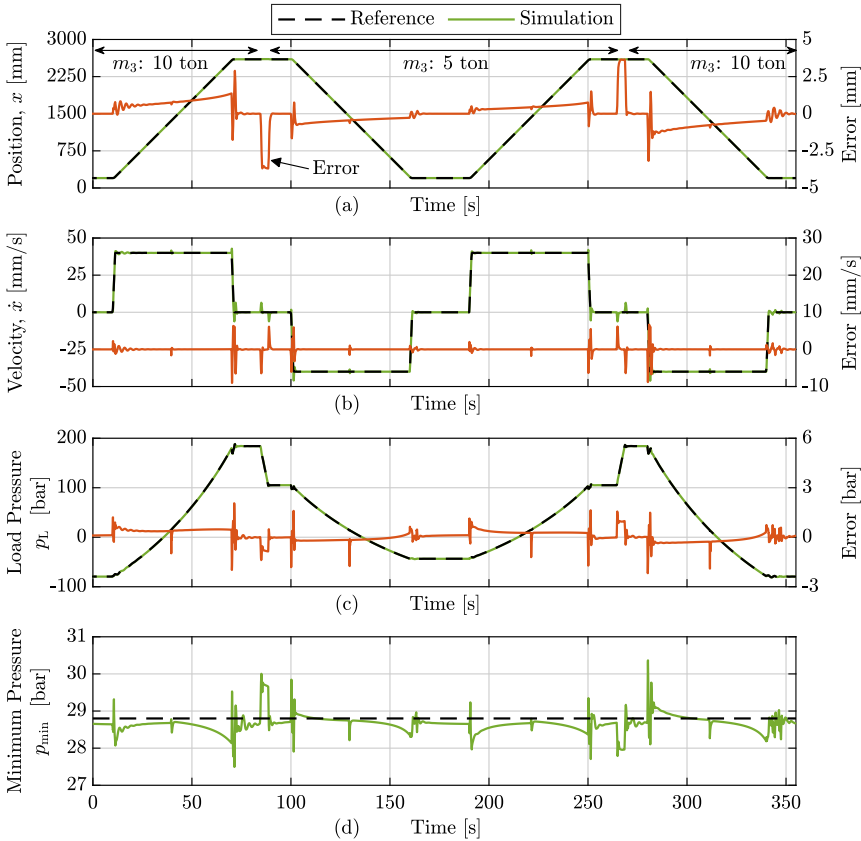 Reference Simulation
3000
2250
1500
750
0
Position, x [mm]
m₃: 10 ton
m₃: 5 ton
m₃: 10 ton
Error
5
2.5
0
-2.5
-5
Error [mm]
Time [s]
(a)
50
25
0
-25
-50
Velocity, ẋ [mm/s]
30
20
10
0
-10
Error [mm/s]
Time [s]
(b)
200
100
0
-100
Load Pressure
p_L [bar]
6
3
0
-3
Error [bar]
Time [s]
(c)
31
30
29
28
27
Minimum Pressure
p_min [bar]
0 50 100 150 200 250 300 350
Time [s]
(d)